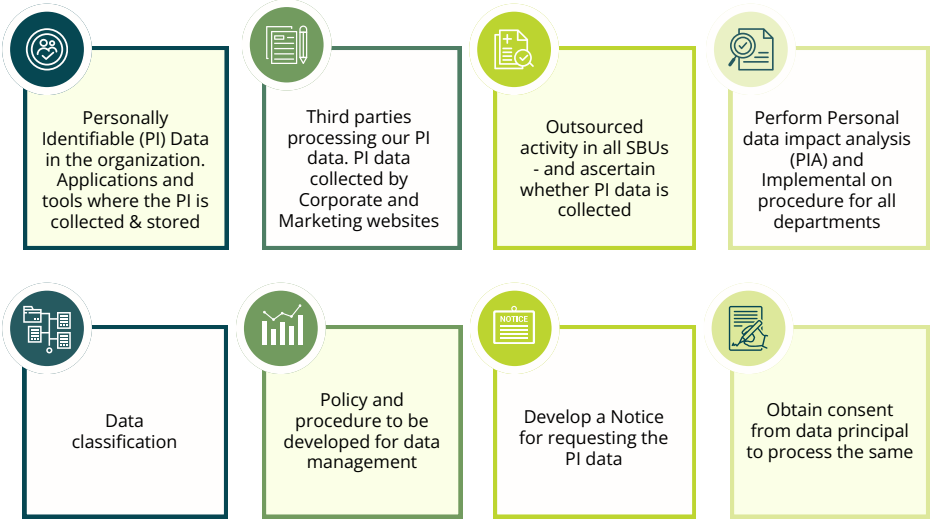 Personally
Identifiable (PI) Data
in the organization.
Applications and
tools where the PI is
collected & stored
Third parties
processing our PI
data. PI data
collected by
Corporate and
Marketing websites
Outsourced
activity in all SBUs
- and ascertain
whether PI data is
collected
Perform Personal
data impact analysis
(PIA) and
Implemental on
procedure for all
departments
Data
classification
Policy and
procedure to be
developed for data
management
NOTICE
Develop a Notice
for requesting the
PI data
Obtain consent
from data principal
to process the same